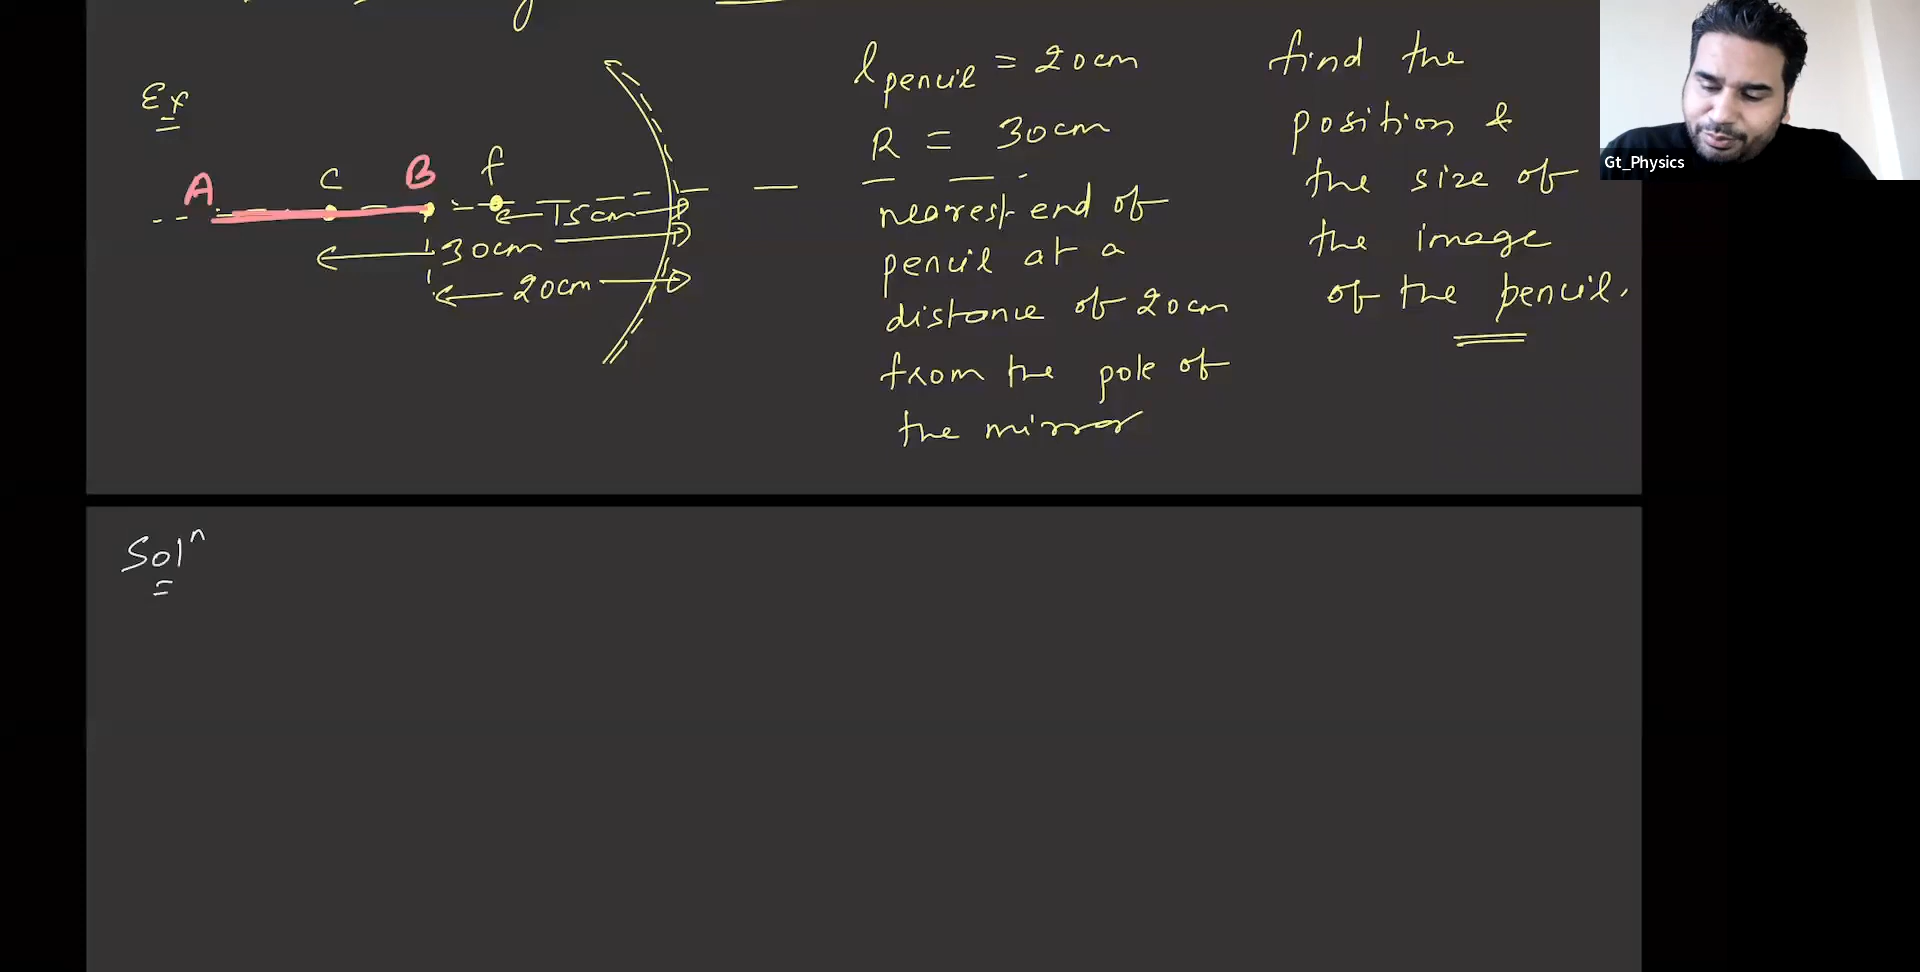 Ex
A C B f
15cm
30cm
20cm
l pencil = 20cm
R = 30cm
nearest end of
pencil at a
distance of 20cm
from the pole of
the mirror
find the
position &
the size of
the image
of the pencil.
Gt_Physics
Solⁿ